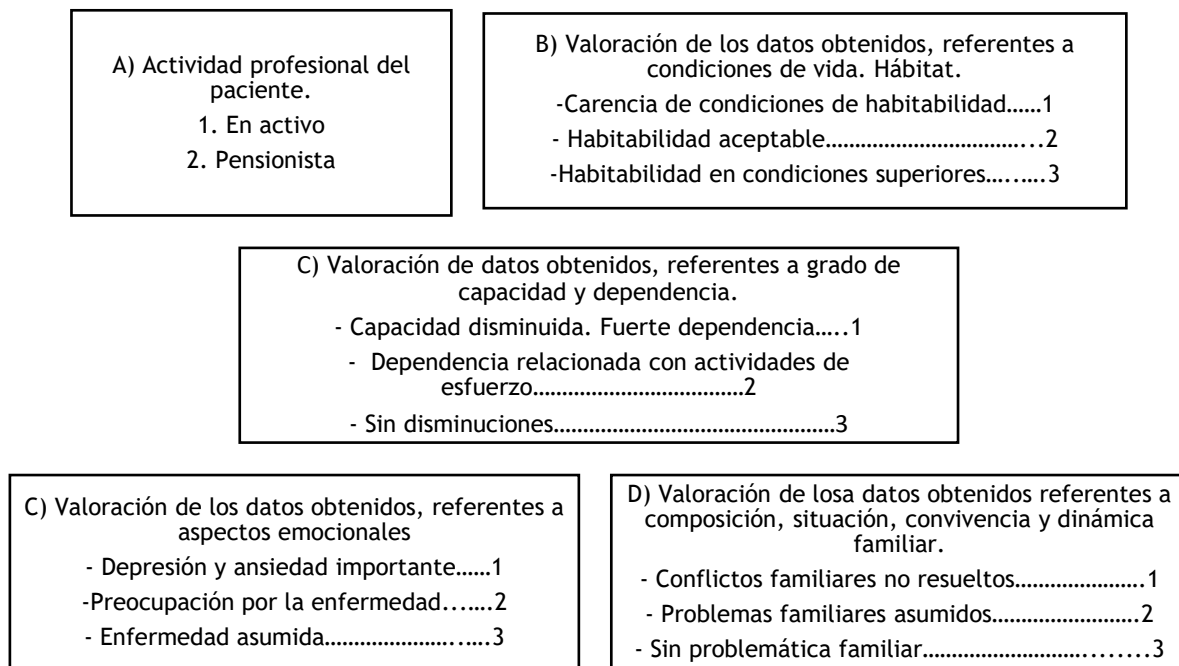 A) Actividad profesional del
paciente.
1. En activo
2. Pensionista
B) Valoración de los datos obtenidos, referentes a
condiciones de vida. Hábitat.
-Carencia de condiciones de habitabilidad......1
- Habitabilidad aceptable.....................................2
-Habitabilidad en condiciones superiores.........3
C) Valoración de datos obtenidos, referentes a grado de
capacidad y dependencia.
- Capacidad disminuida. Fuerte dependencia.....1
- Dependencia relacionada con actividades de
esfuerzo....................................2
- Sin disminuciones................................................3
C) Valoración de los datos obtenidos, referentes a
aspectos emocionales
- Depresión y ansiedad importante......1
-Preocupación por la enfermedad.......2
- Enfermedad asumida..........................3
D) Valoración de losa datos obtenidos referentes a
composición, situación, convivencia y dinámica
familiar.
- Conflictos familiares no resueltos......................1
- Problemas familiares asumidos.........................2
- Sin problemática familiar...................................3